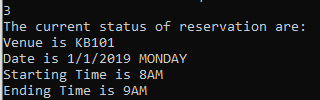 3
The current status of reservation are:
Venue is KB101
Date is 1/1/2019 MONDAY
Starting Time is 8AM
Ending Time is 9AM